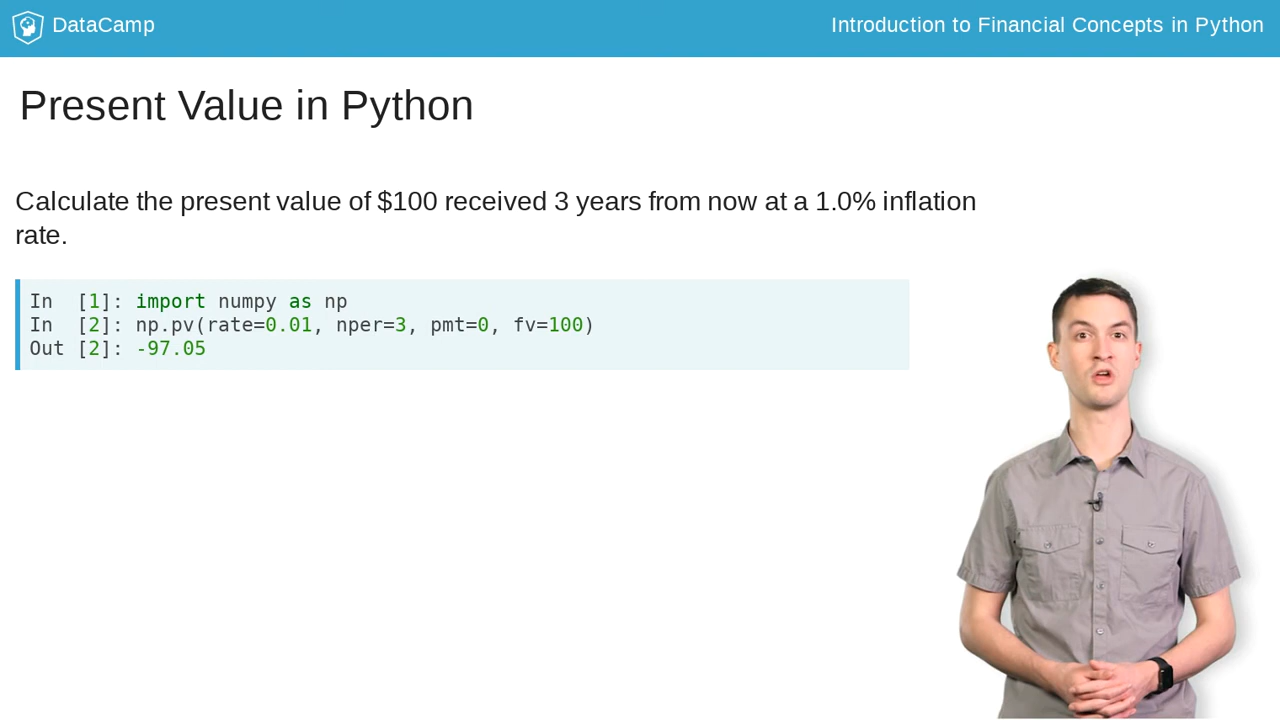 DataCamp
Introduction to Financial Concepts in Python
Present Value in Python
Calculate the present value of $100 received 3 years from now at a 1.0% inflation
rate.
In  [1]: import numpy as np
In  [2]: np.pv(rate=0.01, nper=3, pmt=0, fv=100)
Out [2]: -97.05